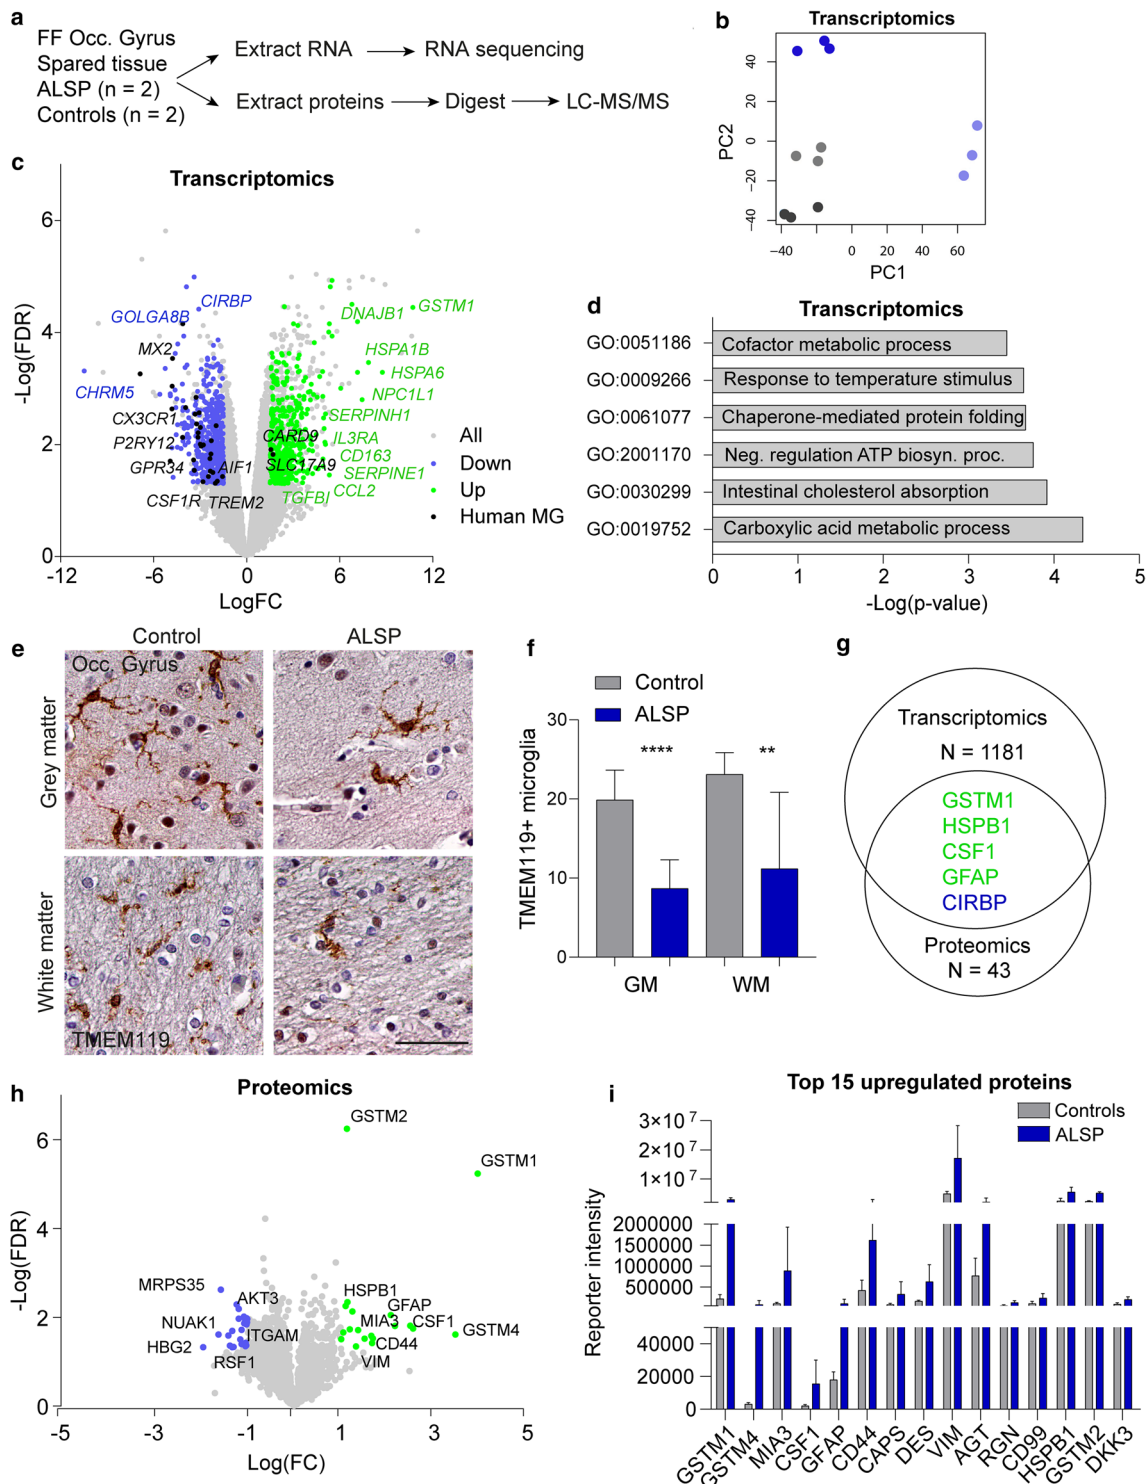 a
FF Occ. Gyrus
Spared tissue
ALSP (n = 2)
Controls (n = 2)
Extract RNA
RNA sequencing
Extract proteins
Digest
LC-MS/MS
b
Transcriptomics
PC2
40
20
0
−20
−40
−40
−20
0
20
40
60
PC1
c
Transcriptomics
-Log(FDR)
6
4
2
0
-12
-6
0
6
12
LogFC
CIRBP
GOLGA8B
MX2
CHRM5
CX3CR1
P2RY12
GPR34
AIF1
CSF1R
TREM2
DNAJB1
GSTM1
HSPA1B
HSPA6
NPC1L1
SERPINH1
CARD9
IL3RA
CD163
SLC17A9
SERPINE1
CCL2
TGFBI
All
Down
Up
Human MG
d
Transcriptomics
GO:0051186
Cofactor metabolic process
GO:0009266
Response to temperature stimulus
GO:0061077
Chaperone-mediated protein folding
GO:2001170
Neg. regulation ATP biosyn. proc.
GO:0030299
Intestinal cholesterol absorption
GO:0019752
Carboxylic acid metabolic process
0
1
2
3
4
5
-Log(p-value)
e
Control
ALSP
Occ. Gyrus
Grey matter
White matter
TMEM119
f
Control
ALSP
TMEM119+ microglia
30
20
10
0
****
**
GM
WM
g
Transcriptomics
N = 1181
GSTM1
HSPB1
CSF1
GFAP
CIRBP
Proteomics
N = 43
h
Proteomics
-Log(FDR)
6
4
2
0
-5
-3
-1
1
3
5
Log(FC)
GSTM2
GSTM1
MRPS35
AKT3
NUAK1
ITGAM
HBG2
RSF1
HSPB1
GFAP
MIA3
CSF1
GSTM4
CD44
VIM
i
Top 15 upregulated proteins
Controls
ALSP
Reporter intensity
3×10 7
2×10 7
1×10 7
2000000
1500000
1000000
500000
40000
20000
0
GSTM1
GSTM4
MIA3
CSF1
GFAP
CD44
CAPS
DES
VIM
AGT
RGN
CD99
HSPB1
GSTM2
DKK3